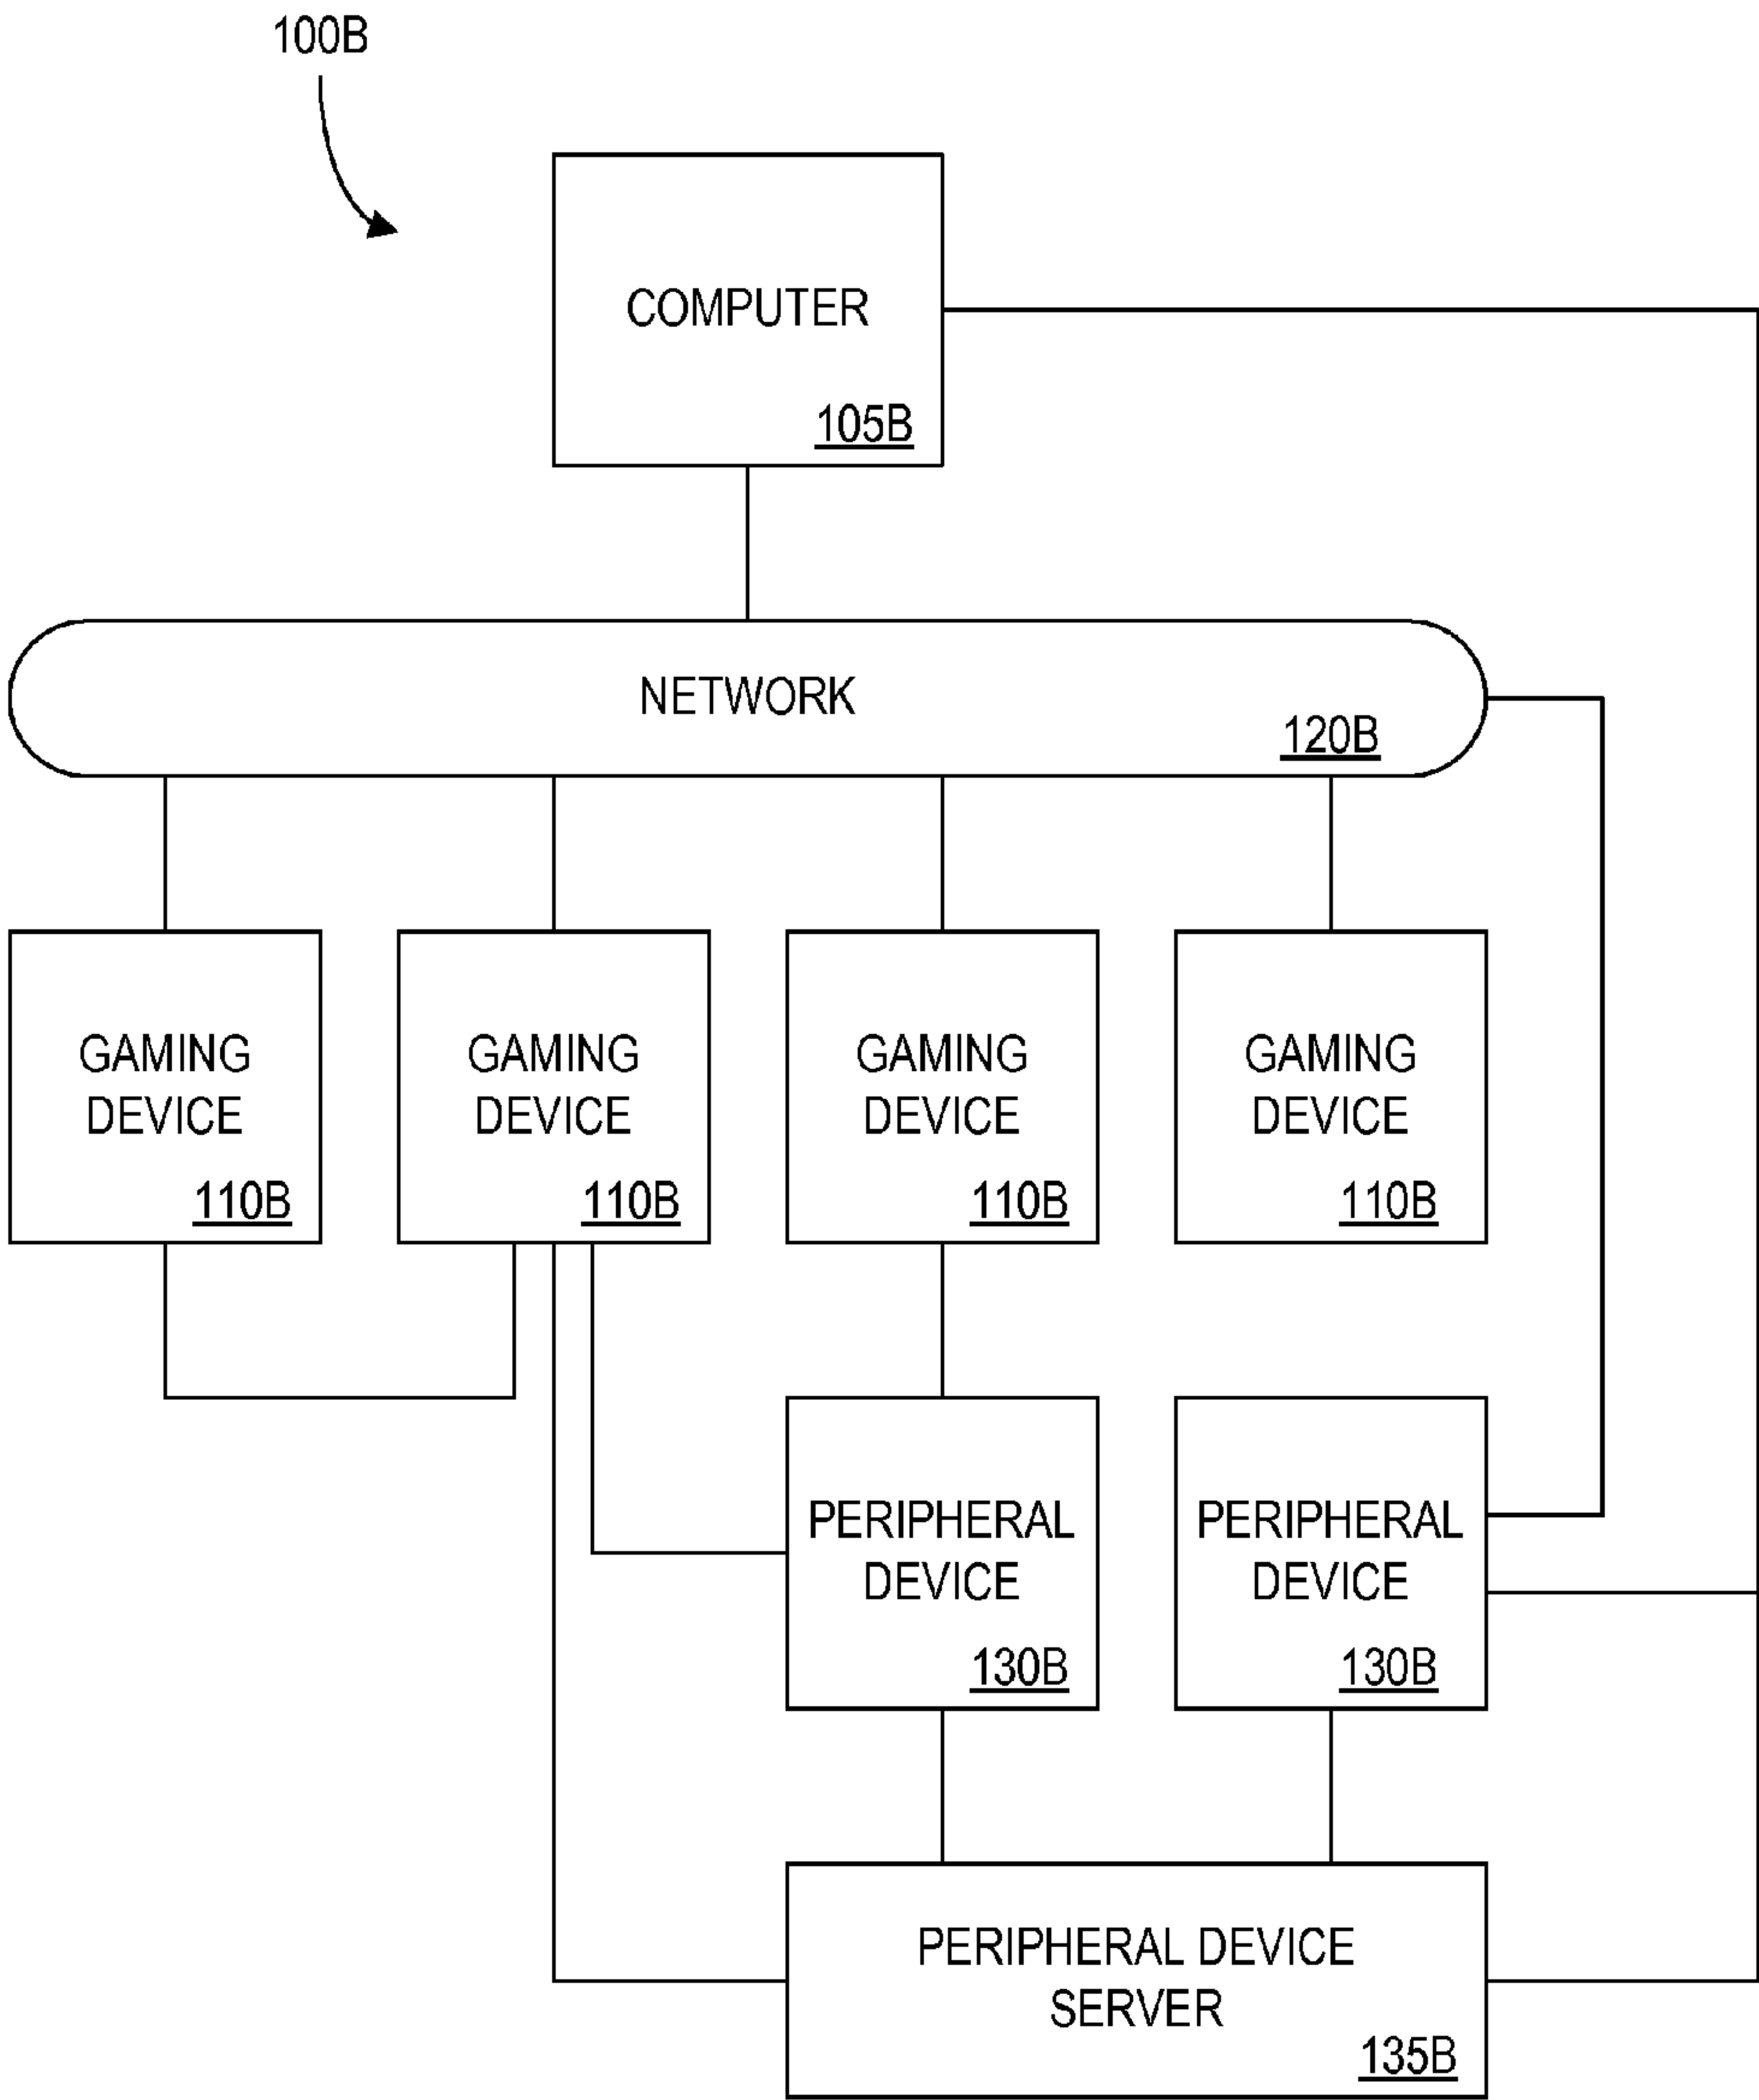 100B
COMPUTER
105B
NETWORK
120B
GAMING
DEVICE
110B
GAMING
DEVICE
110B
GAMING
DEVICE
110B
GAMING
DEVICE
110B
PERIPHERAL
DEVICE
130B
PERIPHERAL
DEVICE
130B
PERIPHERAL DEVICE
SERVER
135B